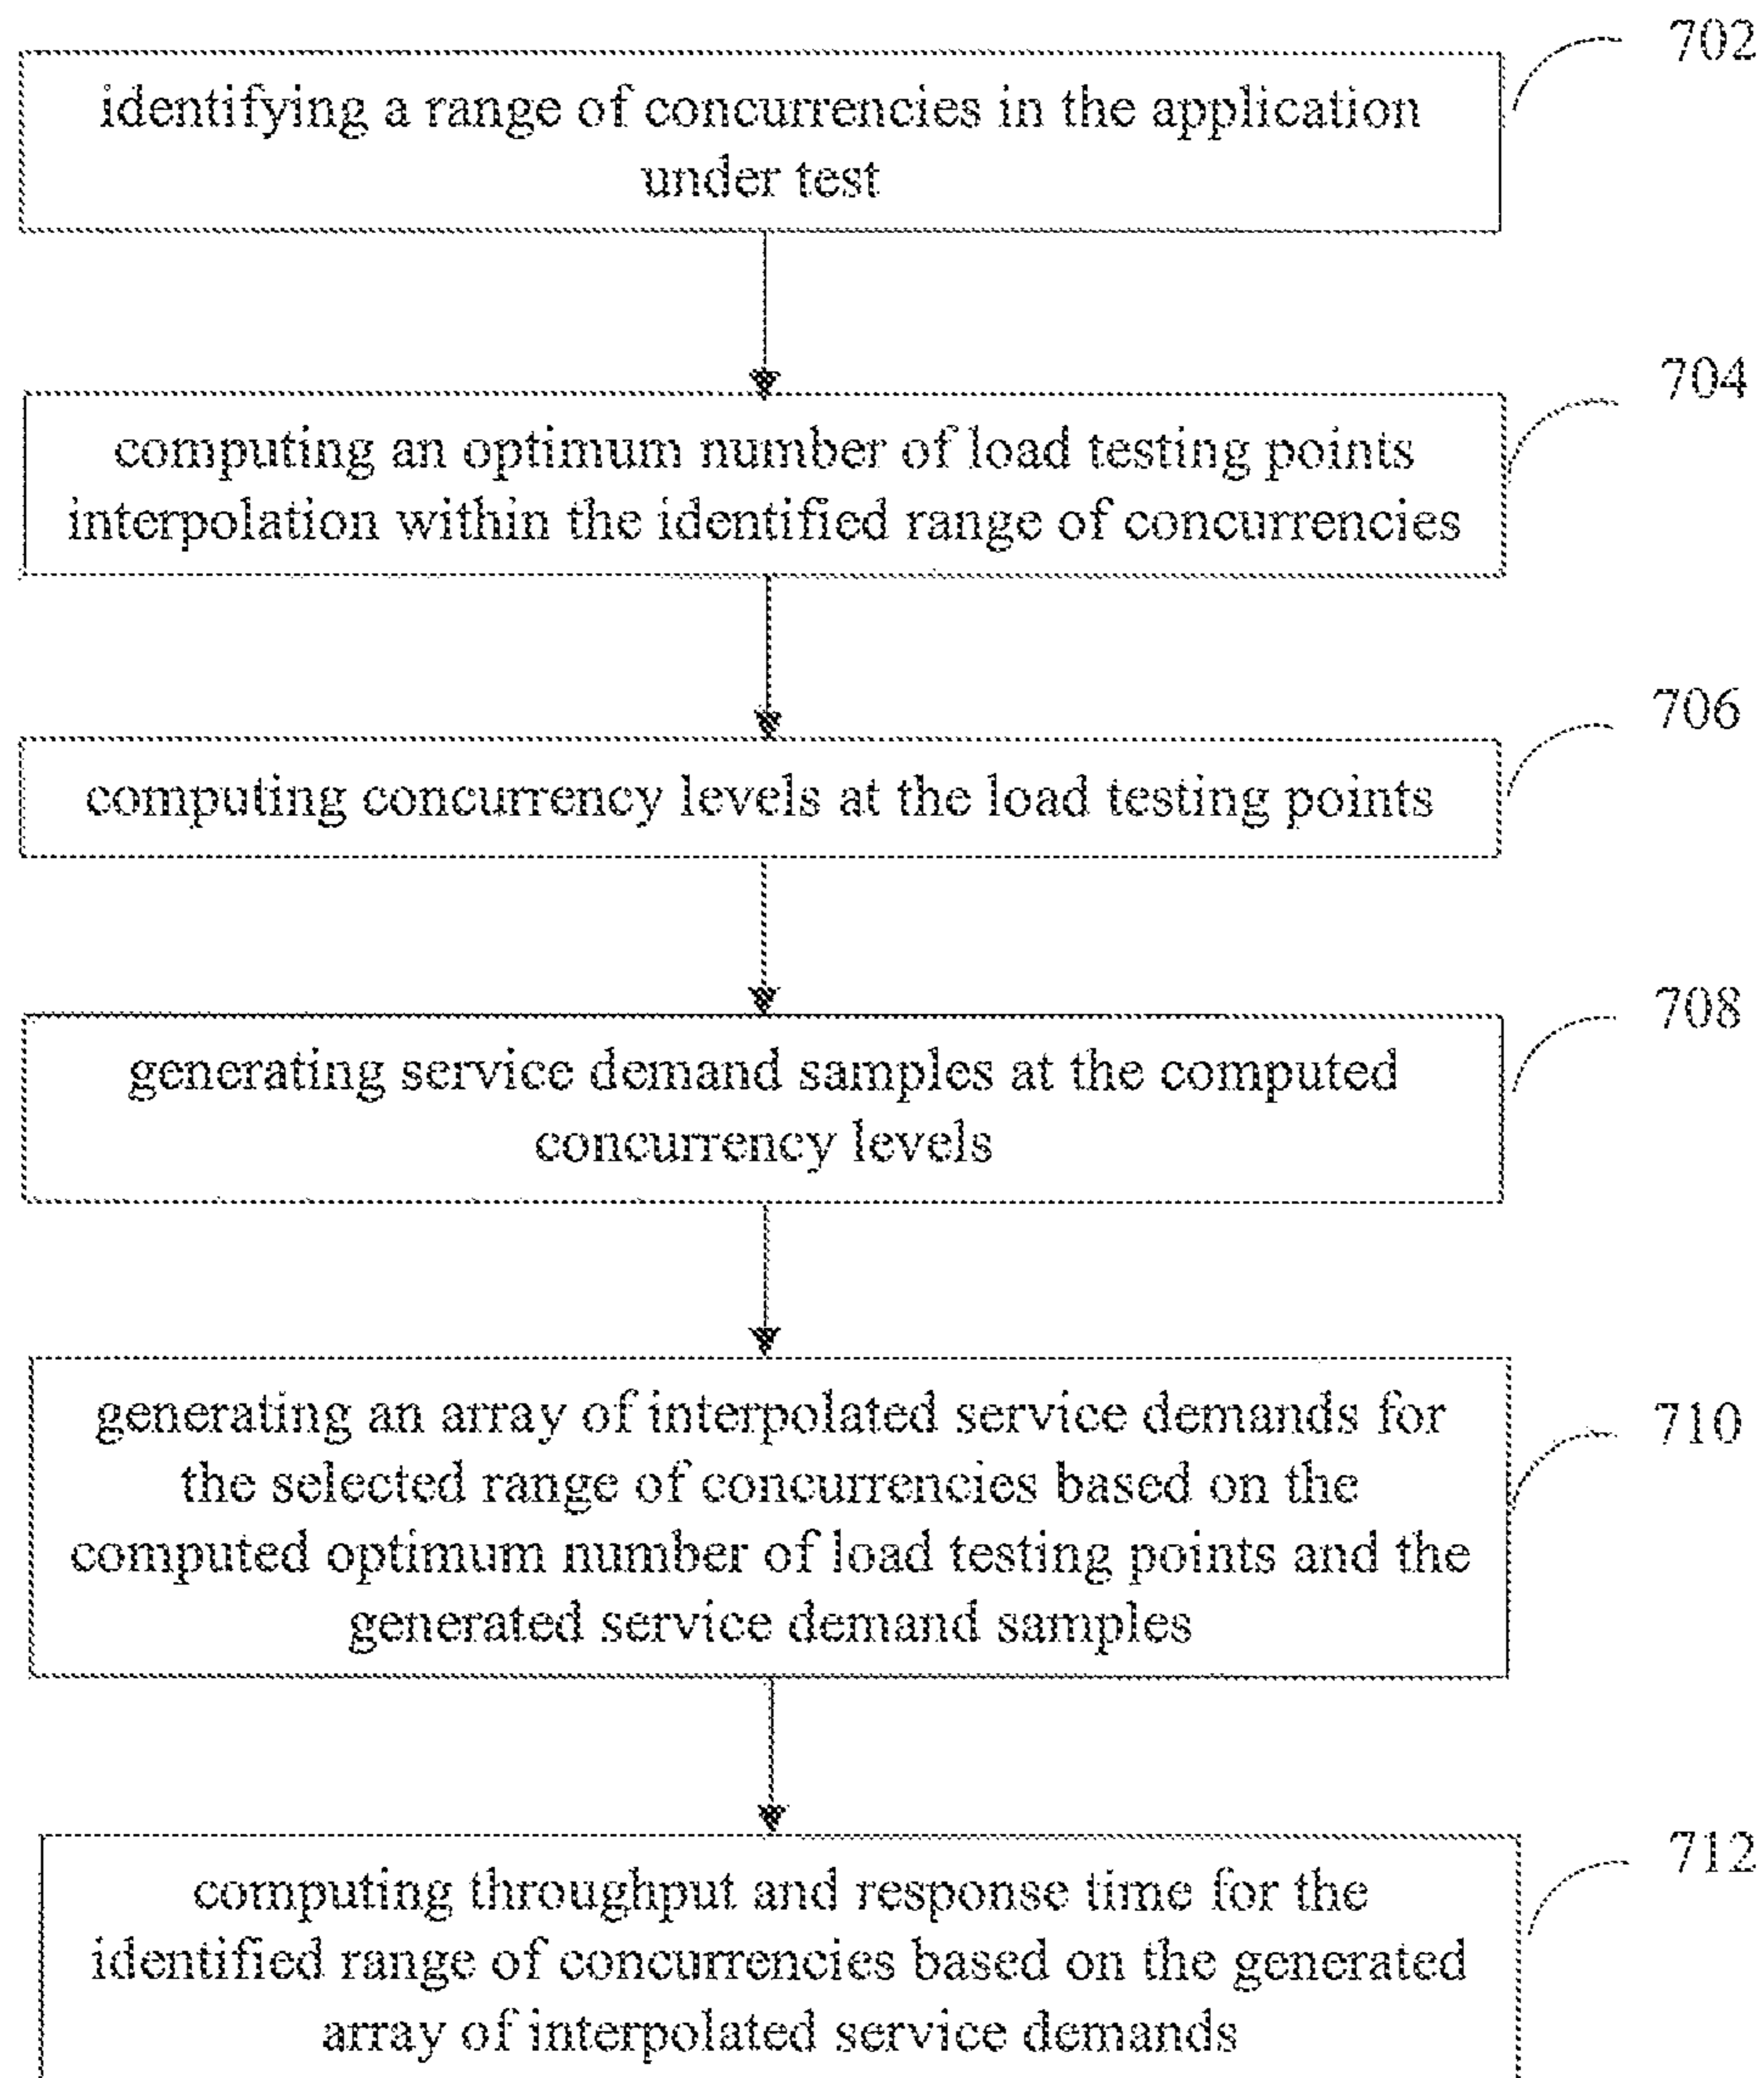 702
identifying a range of concurrencies in the application
under test
704
computing an optimum number of load testing points
interpolation within the identified range of concurrencies
706
computing concurrency levels at the load testing points
708
generating service demand samples at the computed
concurrency levels
710
generating an array of interpolated service demands for
the selected range of concurrencies based on the
computed optimum number of load testing points and the
generated service demand samples
712
computing throughput and response time for the
identified range of concurrencies based on the generated
array of interpolated service demands